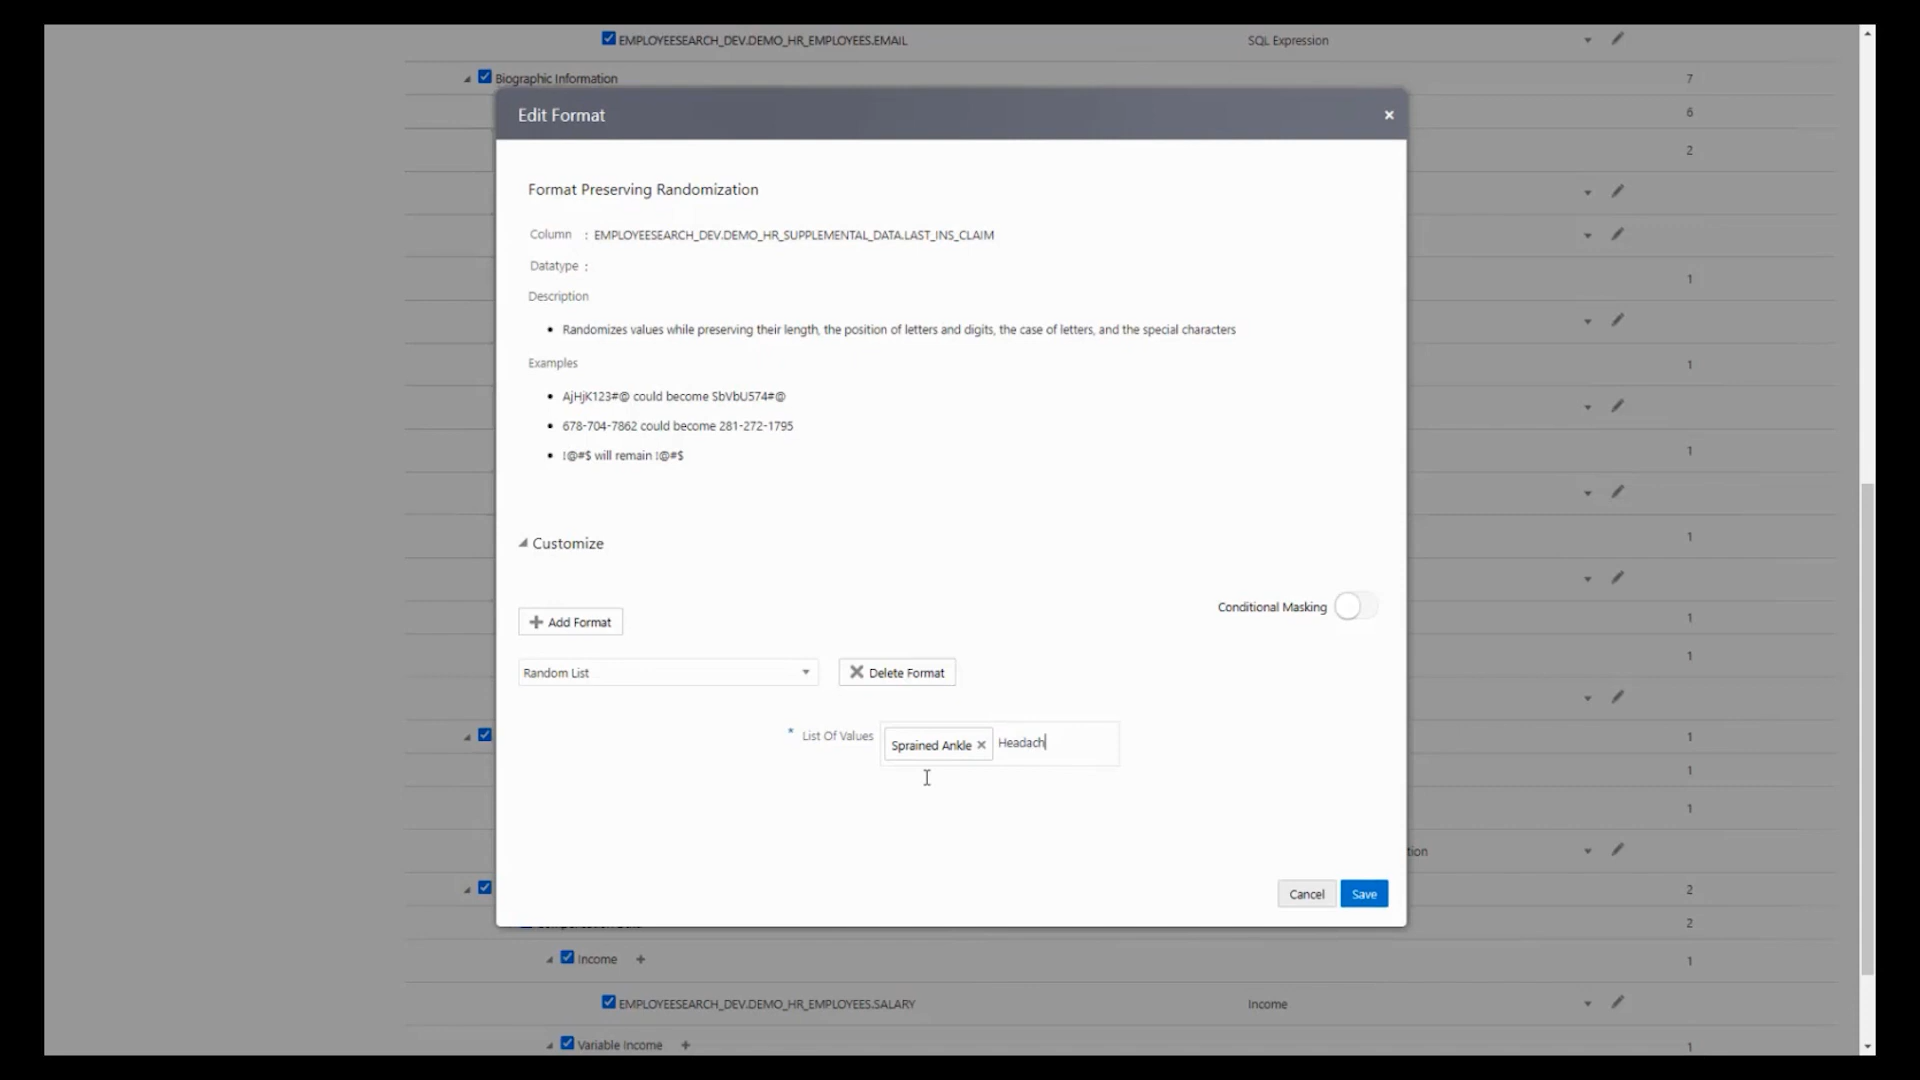 EMPLOYEESEARCH_DEV.DEMO_HR_EMPLOYEES.EMAIL SQL Expression
Biographic Information 7
6
Edit Format
2
Format Preserving Randomization
Column : EMPLOYEESEARCH_DEV.DEMO_HR_SUPPLEMENTAL_DATA.LAST_INS_CLAIM
Datatype :
1
Description
Randomizes values while preserving their length, the position of letters and digits, the case of letters, and the special characters
Examples
1
AjHjK123#@ could become SbVbU574#@
678-704-7862 could become 281-272-1795
1
!@#$ will remain !@#$
1
Customize
Conditional Masking
1
Add Format
1
Random List
Delete Format
List Of Values
Sprained Ankle
Headach
1
1
1
tion
2
Cancel
Save
2
Income 1
EMPLOYEESEARCH_DEV.DEMO_HR_EMPLOYEES.SALARY Income
Variable Income 1